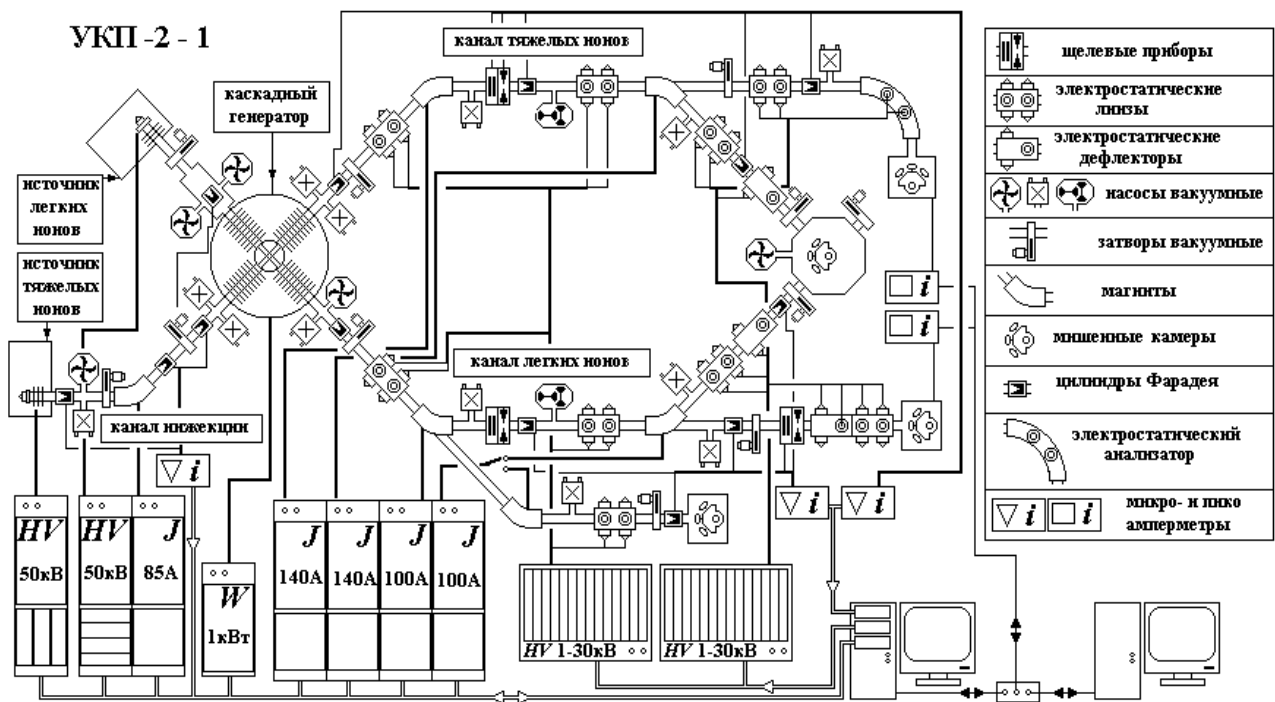 УКП -2 - 1
канал тяжелых ионов
каскадный
генератор
источник
легких
ионов
источник
тяжелых
ионов
канал инжекции
канал легких ионов
i
i
i
i
i
HV
50кВ
HV
50кВ
J
85А
W
1кВт
J
140А
J
140А
J
100А
J
100А
HV 1-30кВ
HV 1-30кВ
щелевые приборы
электростатические
линзы
электростатические
дефлекторы
насосы вакуумные
затворы вакуумные
магниты
мишенные камеры
цилиндры Фарадея
электростатический
анализатор
i
i
микро- и пико
амперметры